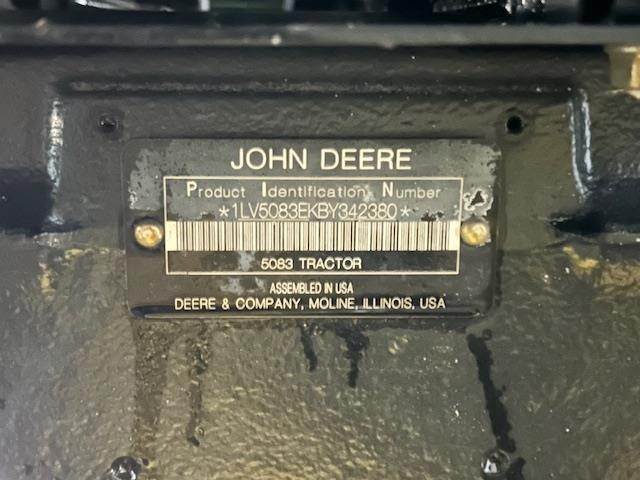 JOHN DEERE
Product Identification Number
*1LV5083EKBY342380*
5083 TRACTOR
ASSEMBLED IN USA
DEERE & COMPANY, MOLINE, ILLINOIS, USA